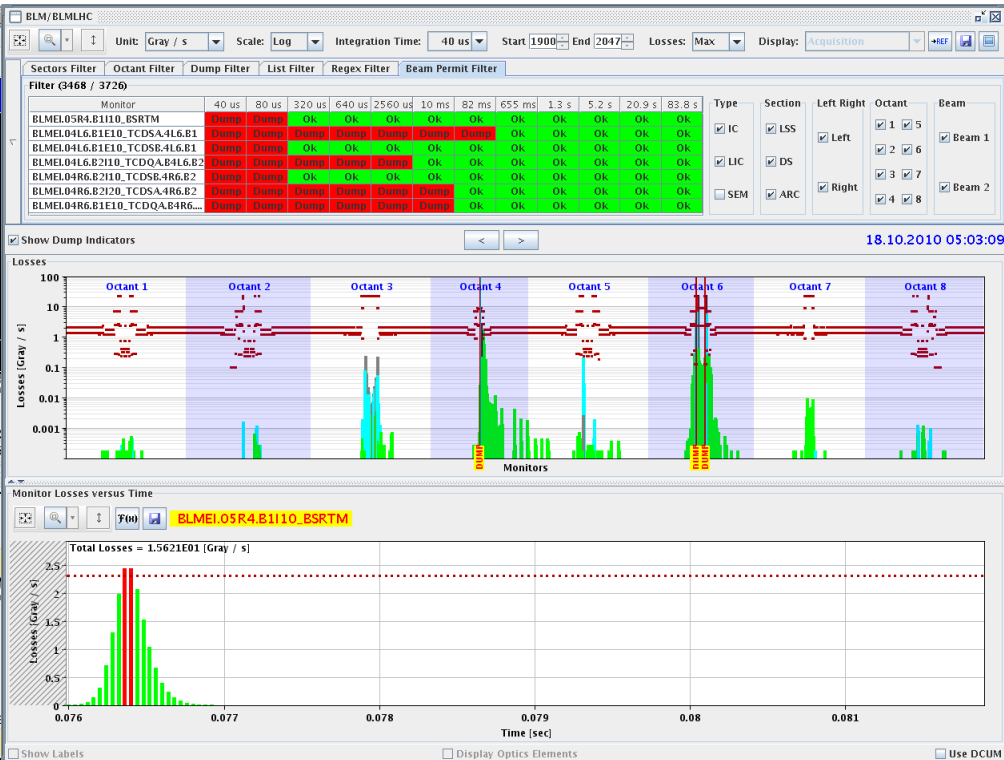 BLM/BLMLHC
Unit: Gray / s Scale: Log Integration Time: 40 us Start 1900 End 2047 Losses: Max Display: Acquisition →REF
Sectors Filter Octant Filter Dump Filter List Filter Regex Filter Beam Permit Filter
Filter (3468 / 3726)
Monitor 40 us 80 us 320 us 640 us 2560 us 10 ms 82 ms 655 ms 1.3 s 5.2 s 20.9 s 83.8 s
BLMEI.05R4.B1I10_BSRTM Dump Dump Ok Ok Ok Ok Ok Ok Ok Ok Ok Ok
BLMEI.04L6.B1E10_TCDSA.4L6.B1 Dump Dump Dump Dump Dump Dump Dump Ok Ok Ok Ok Ok
BLMEI.04L6.B1E10_TCDSB.4L6.B1 Dump Dump Ok Ok Ok Ok Ok Ok Ok Ok Ok Ok
BLMEI.04L6.B2I10_TCDQA.B4L6.B2 Dump Dump Dump Dump Dump Ok Ok Ok Ok Ok Ok Ok
BLMEI.04R6.B2I10_TCDSB.4R6.B2 Dump Dump Ok Ok Ok Ok Ok Ok Ok Ok Ok Ok
BLMEI.04R6.B2I20_TCDSA.4R6.B2 Dump Dump Dump Dump Dump Dump Ok Ok Ok Ok Ok Ok
BLMEI.04R6.B1E10_TCDQA.B4R6.... Dump Dump Dump Dump Dump Dump Ok Ok Ok Ok Ok Ok
Type Section Left Right Octant Beam
IC LSS Left 1 5 Beam 1
2 6
LIC DS
3 7
SEM ARC Right 4 8 Beam 2
Show Dump Indicators < > 18.10.2010 05:03:09
Losses
100
Octant 1 Octant 2 Octant 3 Octant 4 Octant 5 Octant 6 Octant 7 Octant 8
10
1
0.1
0.01
0.001
Losses [Gray / s]
DUMP DUMP DUMP
Monitors
Monitor Losses versus Time
F(x) BLMEI.05R4.B1I10_BSRTM
Total Losses = 1.5621E01 [Gray / s]
2.5
2
1.5
1
0.5
0
Losses [Gray / s]
0.076 0.077 0.078 0.079 0.08 0.081
Time [sec]
Show Labels Display Optics Elements Use DCUM